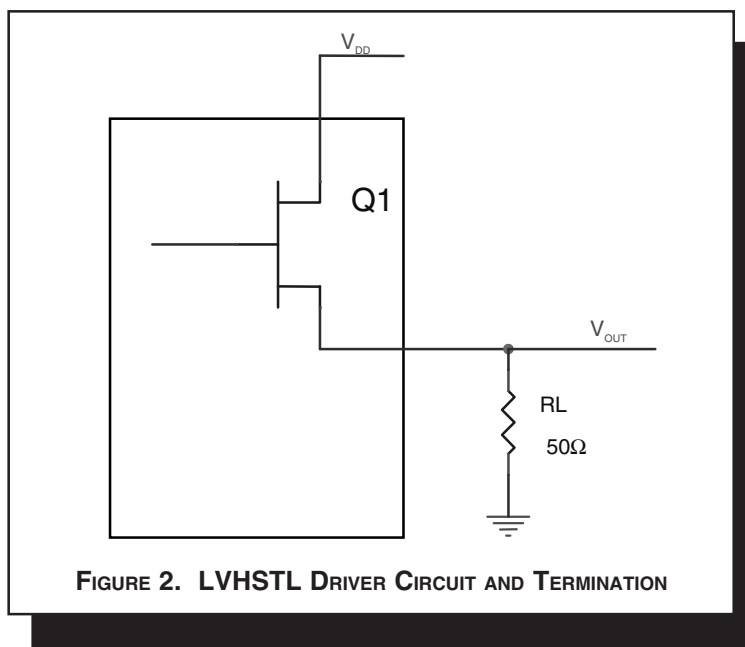 VDD
Q1
VOUT
RL
50Ω
FIGURE 2. LVHSTL DRIVER CIRCUIT AND TERMINATION